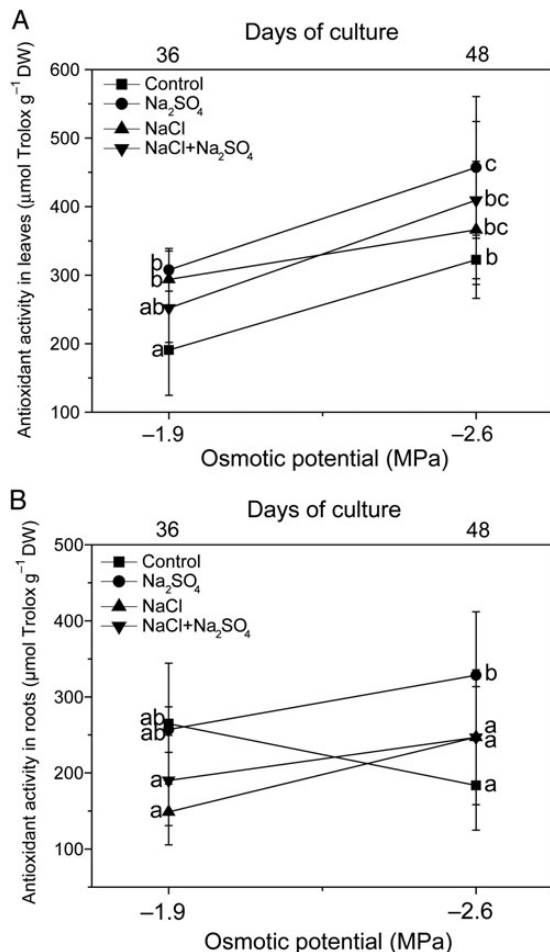 A
Days of culture
36 48
600
500
400
300
200
100
Antioxidant activity in leaves (μmol Trolox g⁻¹ DW)
Control
Na₂SO₄
NaCl
NaCl+Na₂SO₄
b
b
ab
a
c
bc
bc
b
–1.9 –2.6
Osmotic potential (MPa)
B
Days of culture
36 48
500
400
300
200
100
Antioxidant activity in roots (μmol Trolox g⁻¹ DW)
Control
Na₂SO₄
NaCl
NaCl+Na₂SO₄
ab
ab
a
a
b
a
a
a
–1.9 –2.6
Osmotic potential (MPa)